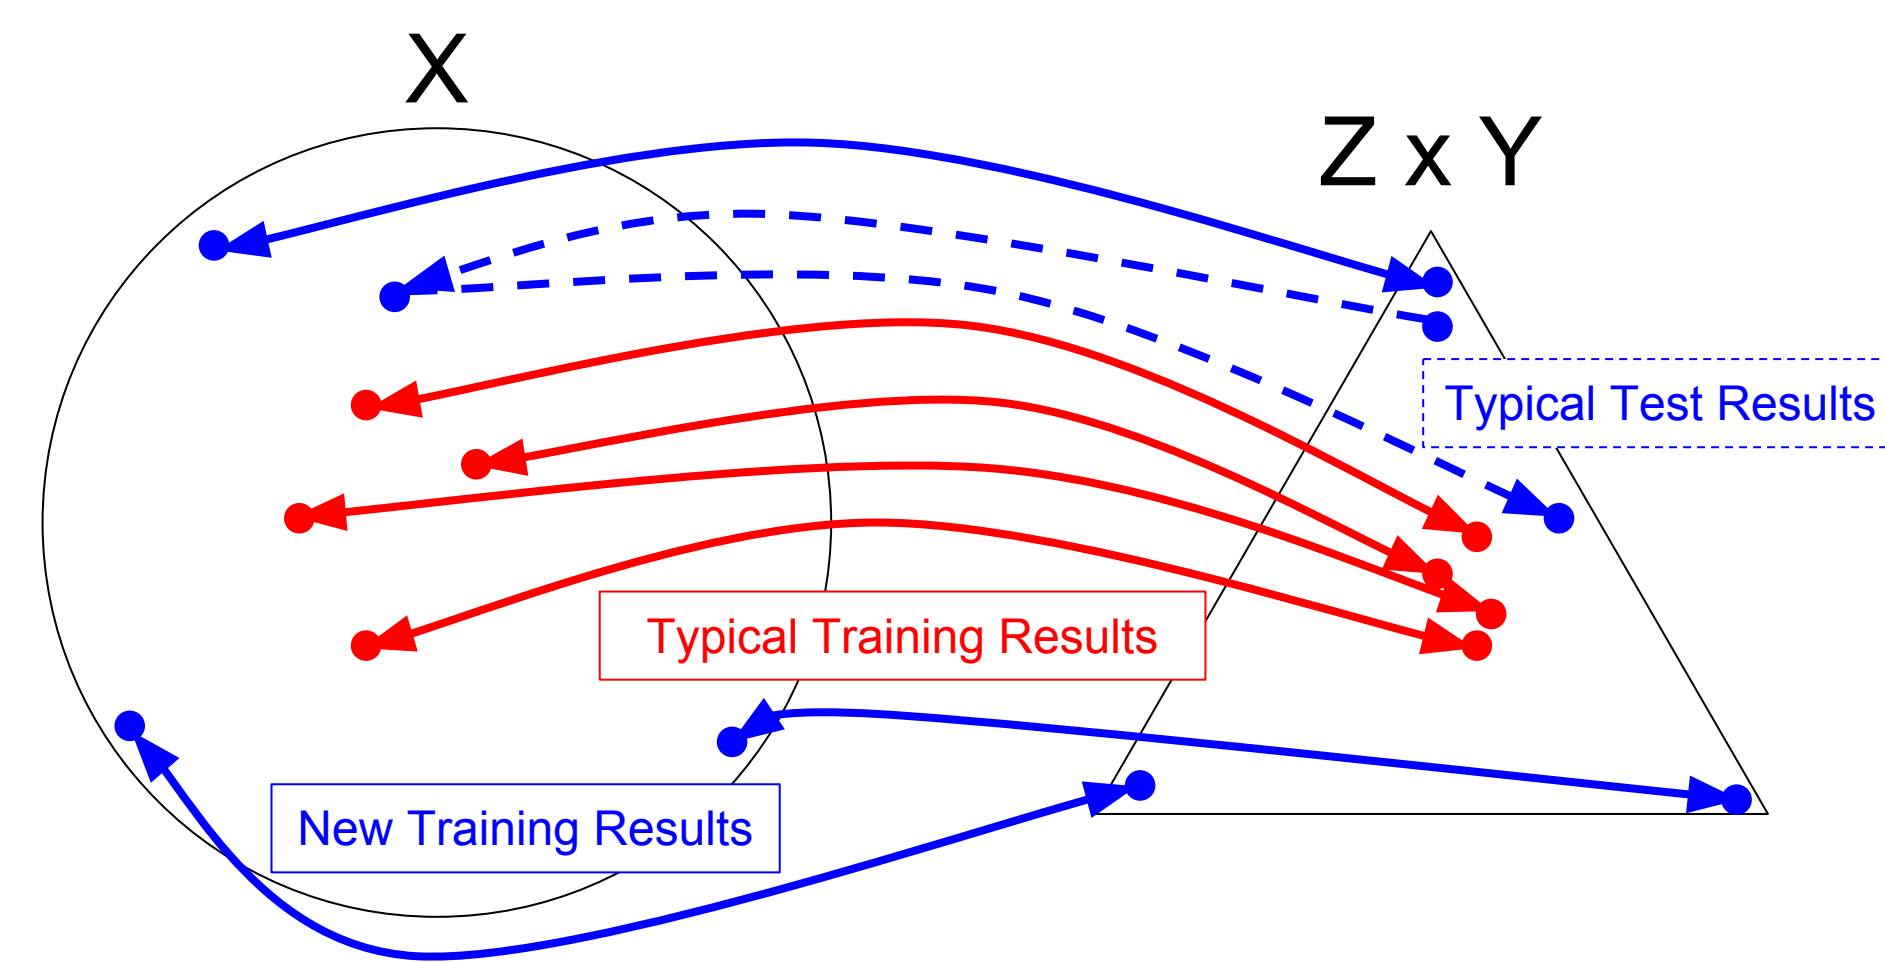 X
Z x Y
Typical Test Results
Typical Training Results
New Training Results